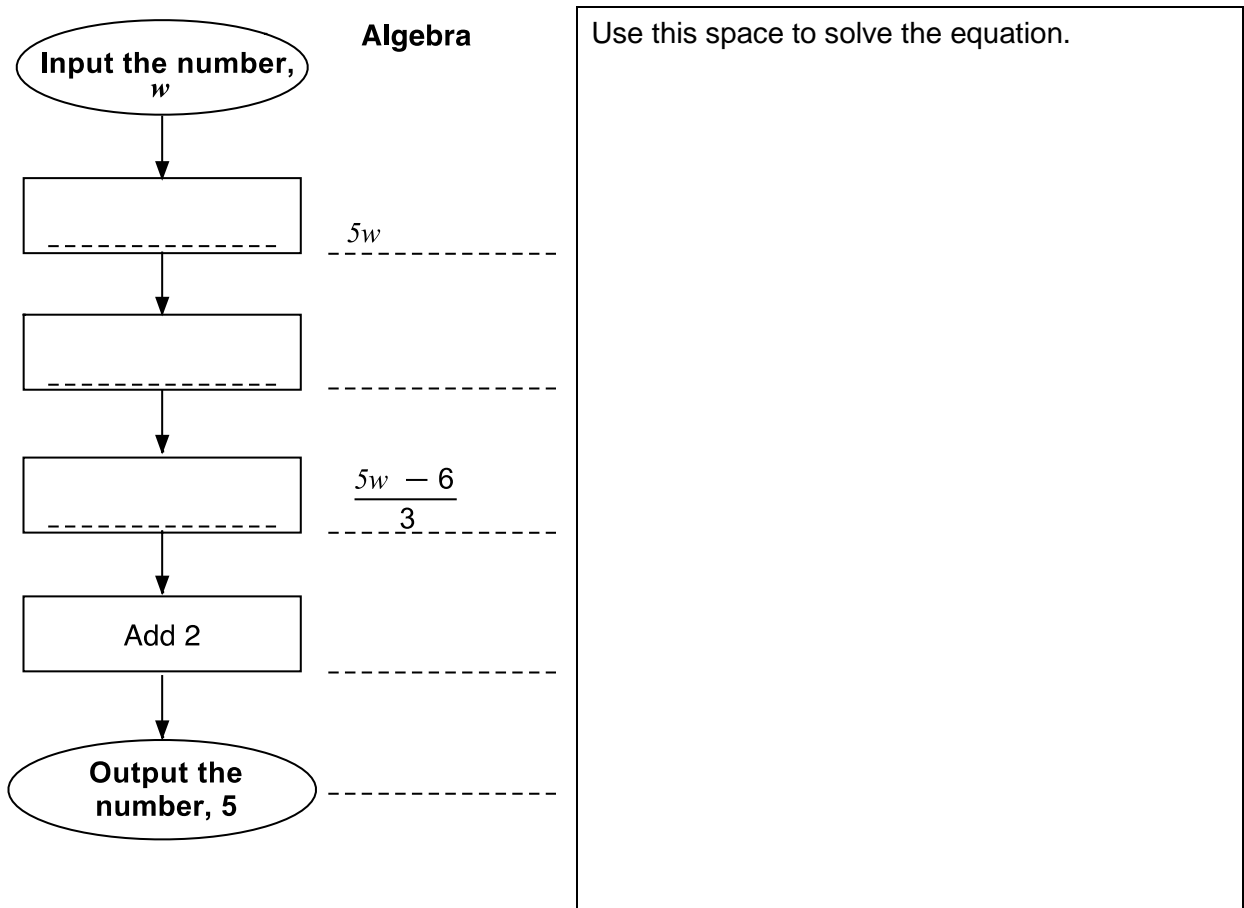 Algebra
Input the number,
w
5w
5w − 6
3
Add 2
Output the
number, 5
Use this space to solve the equation.